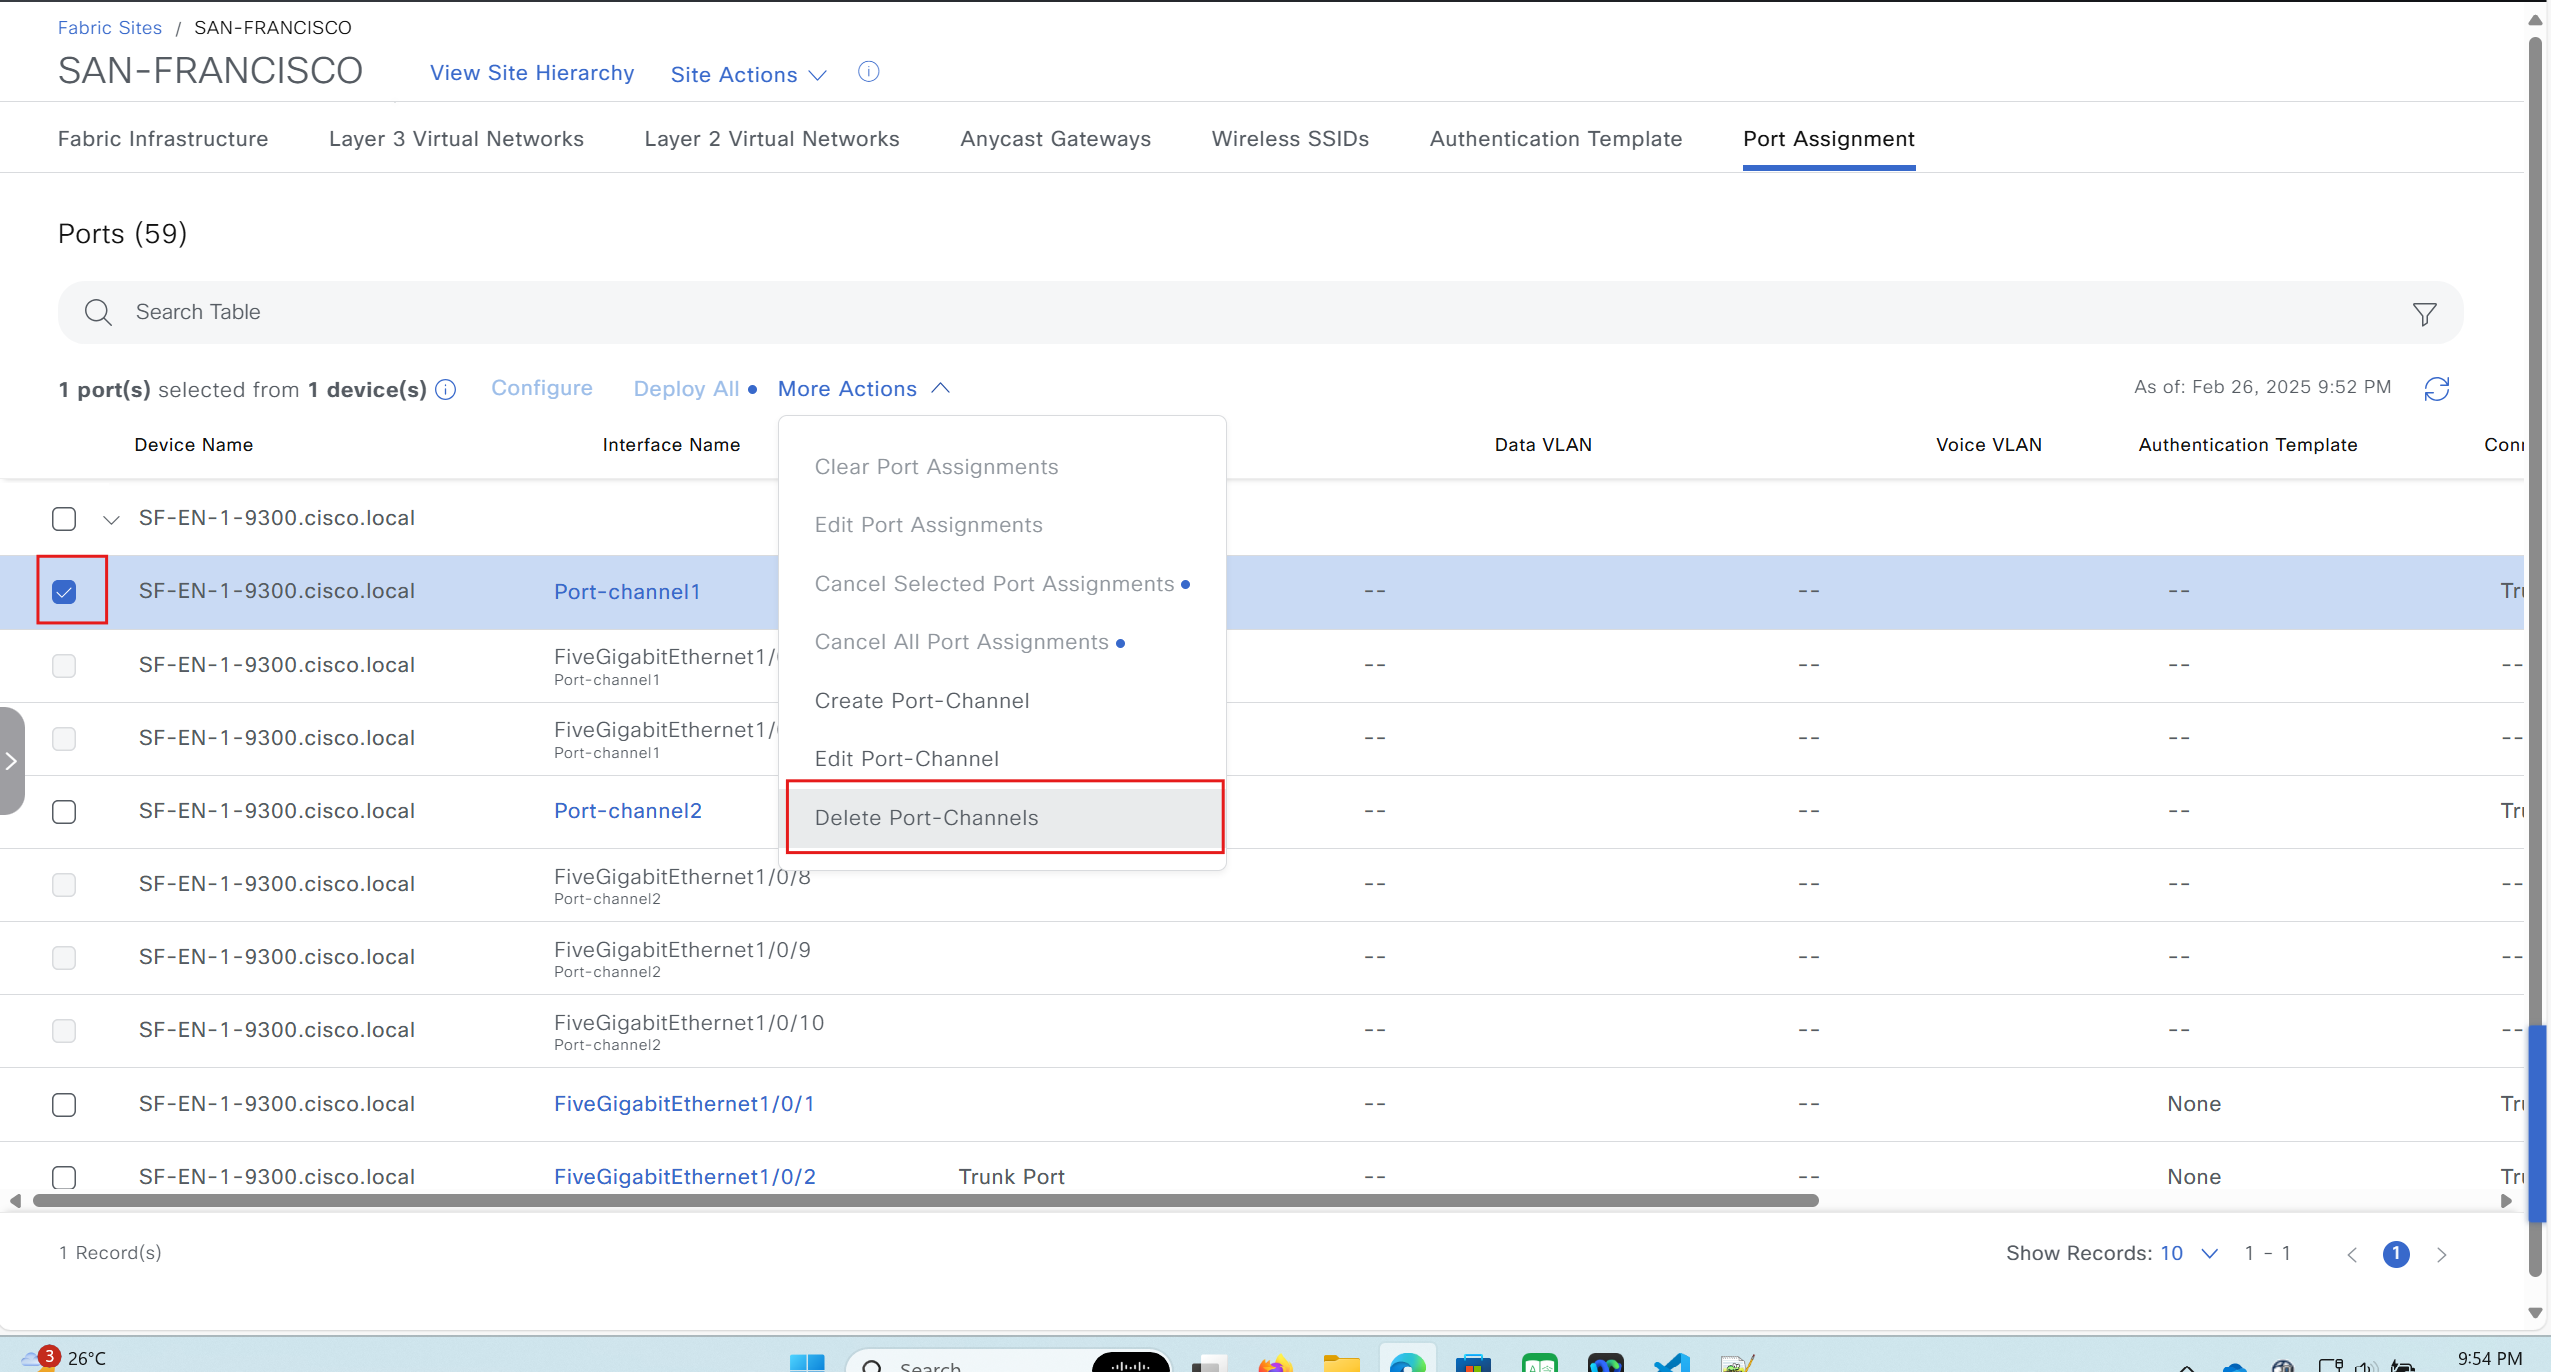 Fabric Sites / SAN-FRANCISCO
SAN-FRANCISCO View Site Hierarchy Site Actions
Fabric Infrastructure Layer 3 Virtual Networks Layer 2 Virtual Networks Anycast Gateways Wireless SSIDs Authentication Template Port Assignment
Ports (59)
Search Table
1 port(s) selected from 1 device(s) Configure Deploy All More Actions As of: Feb 26, 2025 9:52 PM
Device Name Interface Name Data VLAN Voice VLAN Authentication Template
Clear Port Assignments
SF-EN-1-9300.cisco.local
Edit Port Assignments
SF-EN-1-9300.cisco.local Port-channel1 -- -- --
Cancel Selected Port Assignments
Cancel All Port Assignments
SF-EN-1-9300.cisco.local FiveGigabitEthernet1/ -- -- -- --
Port-channel1
Create Port-Channel
SF-EN-1-9300.cisco.local FiveGigabitEthernet1/ -- -- -- --
Port-channel1
Edit Port-Channel
SF-EN-1-9300.cisco.local Port-channel2 -- -- --
Delete Port-Channels
SF-EN-1-9300.cisco.local FiveGigabitEthernet1/0/8 -- -- -- --
Port-channel2
SF-EN-1-9300.cisco.local FiveGigabitEthernet1/0/9 -- -- -- --
Port-channel2
SF-EN-1-9300.cisco.local FiveGigabitEthernet1/0/10 -- -- -- --
Port-channel2
SF-EN-1-9300.cisco.local FiveGigabitEthernet1/0/1 -- -- None
SF-EN-1-9300.cisco.local FiveGigabitEthernet1/0/2 Trunk Port -- -- None
1 Record(s) Show Records: 10 1 - 1 1
3 26°C Search 9:54 PM